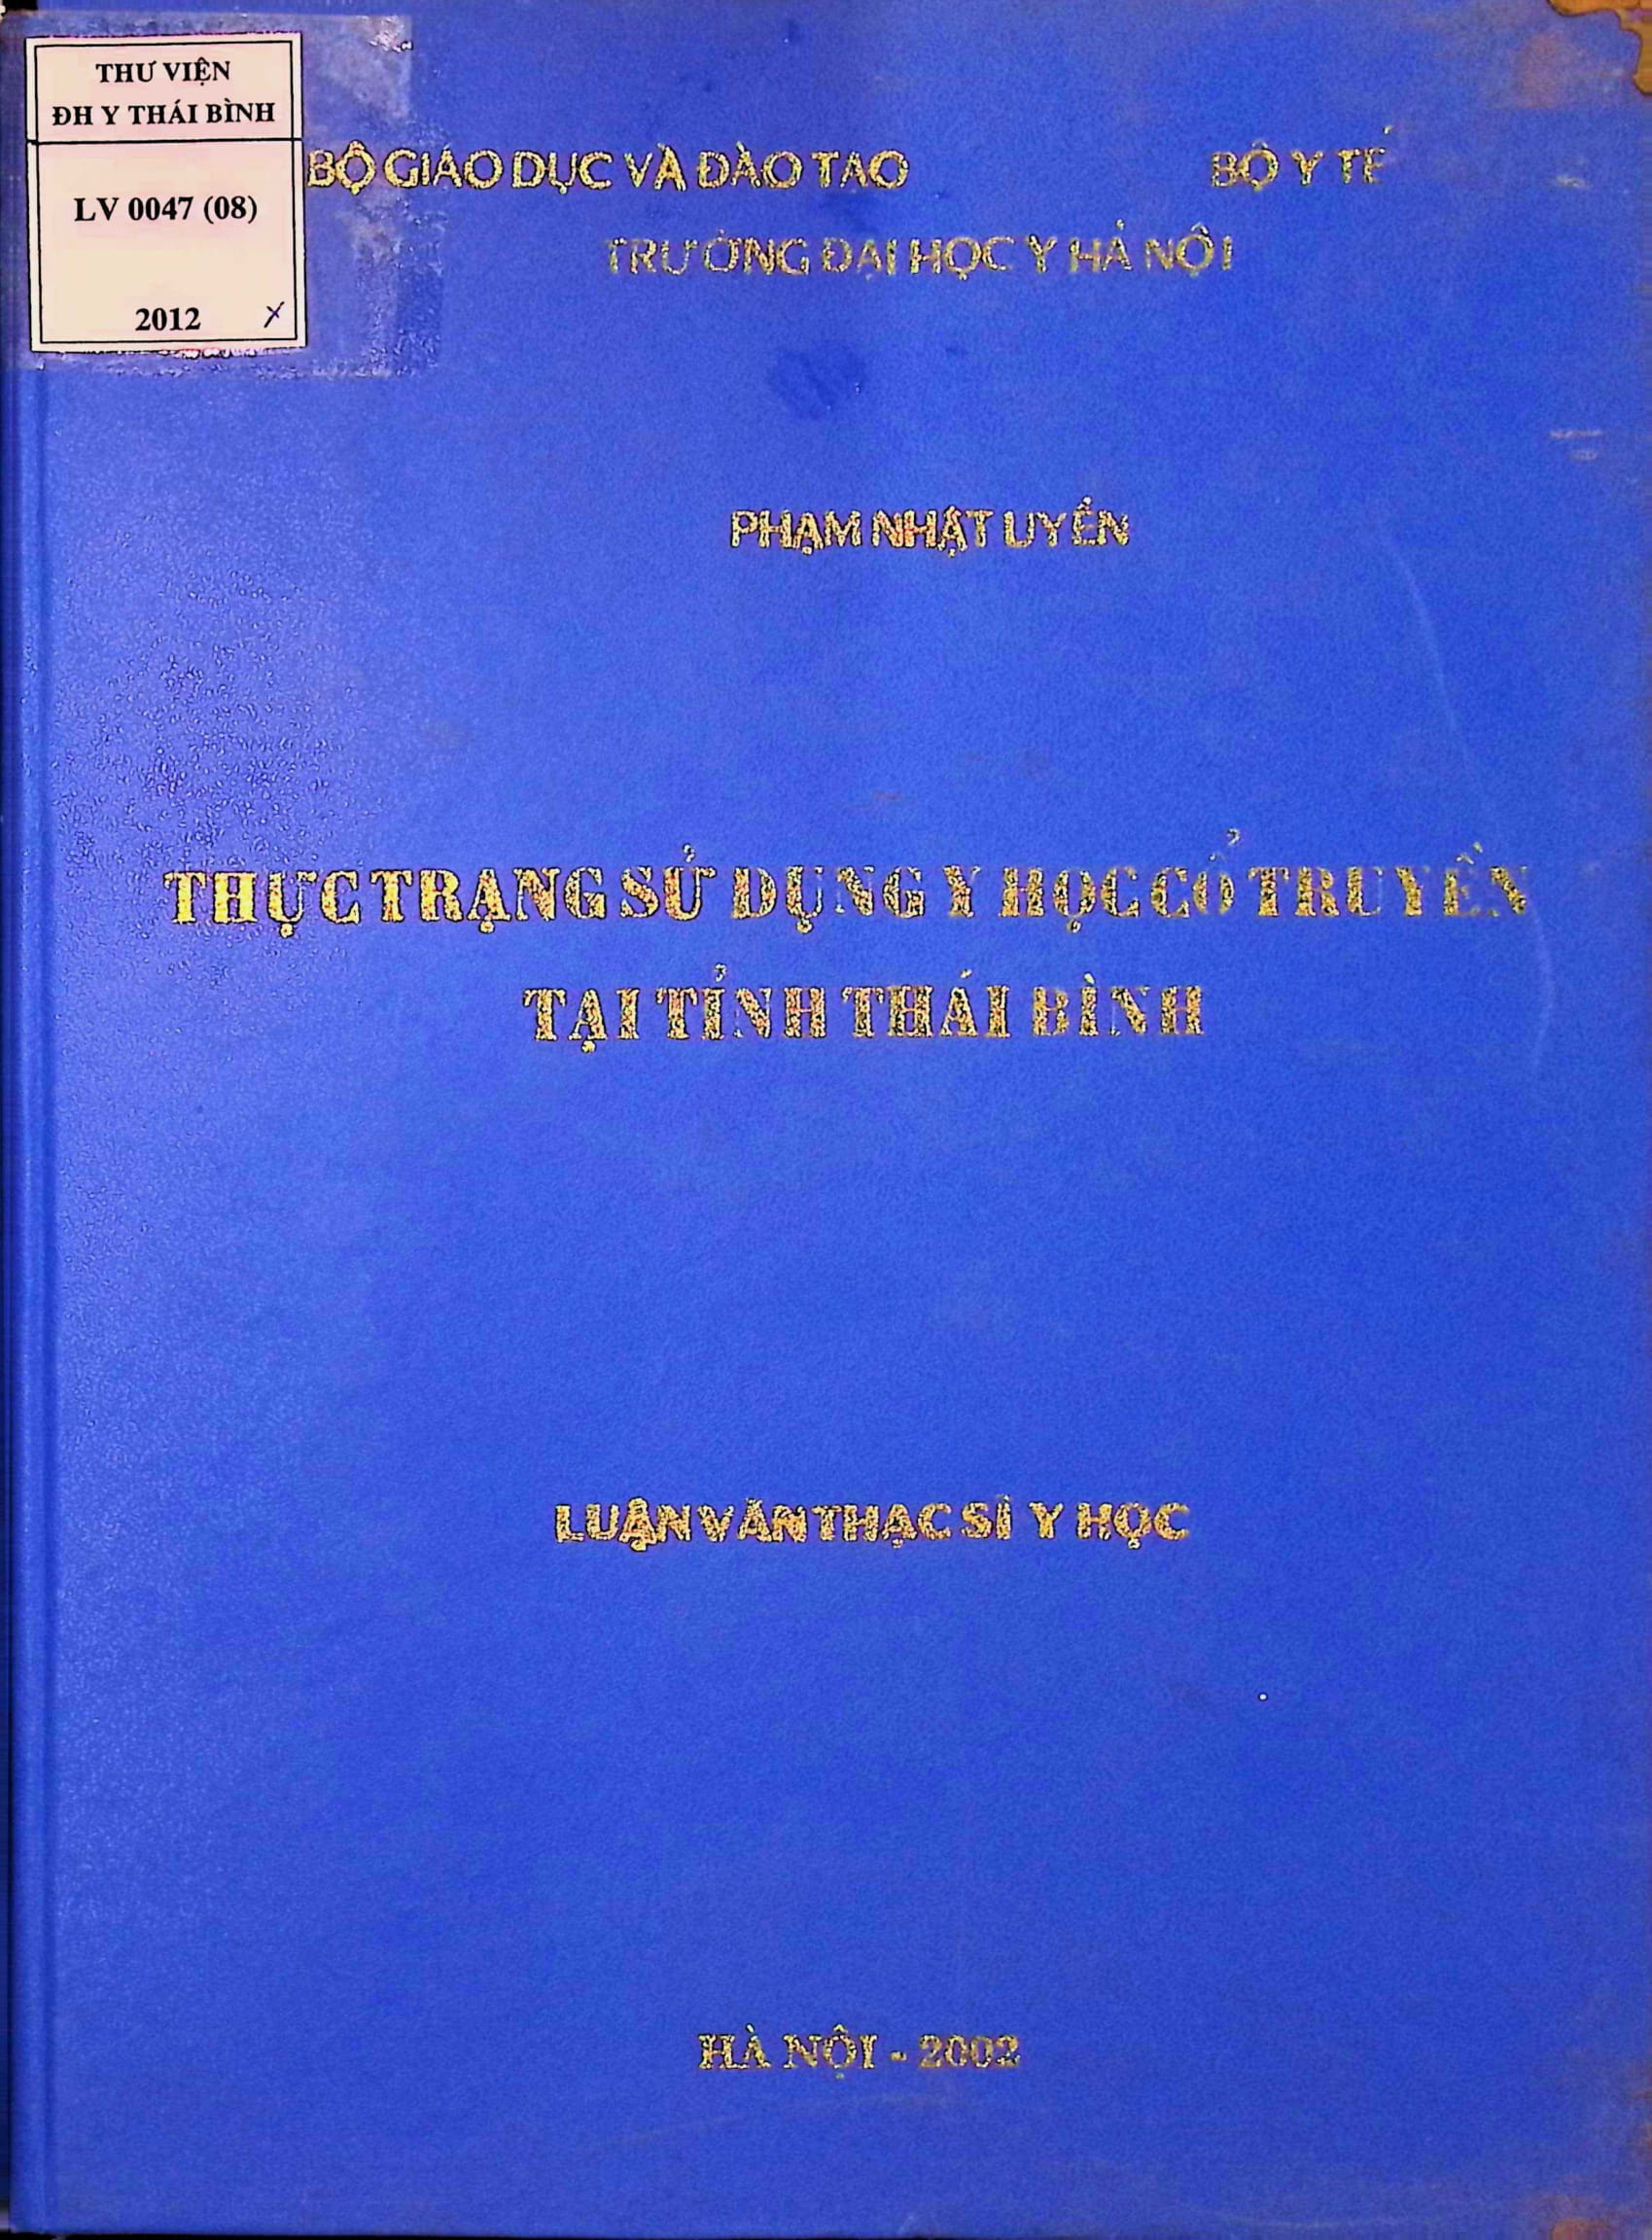 THƯ VIỆN
ĐH Y THÁI BÌNH
LV 0047 (08)
2012
BỘ GIÁO DỤC VÀ ĐÀO TẠO BỘ Y TẾ
TRƯỜNG ĐẠI HỌC Y HÀ NỘI
PHẠM NHẬT UYỂN
THỰC TRẠNG SỬ DỤNG Y HỌC CỔ TRUYỀN
TẠI TỈNH THÁI BÌNH
LUẬN VĂN THẠC SĨ Y HỌC
HÀ NỘI - 2002